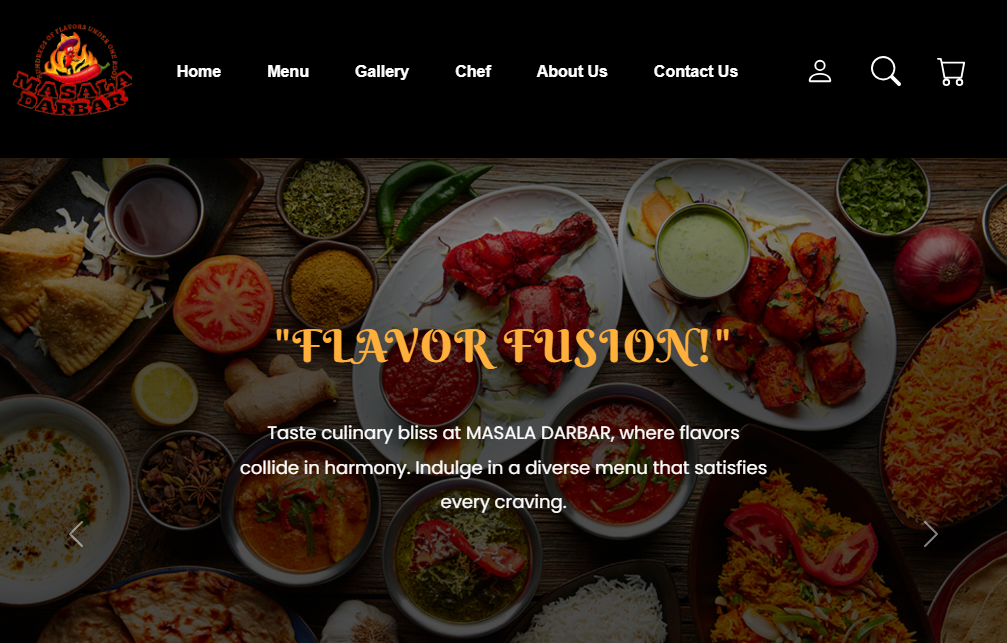 HUNDREDS OF FLAVORS UNDER ONE ROOF
MASALA
DARBAR
Home Menu Gallery Chef About Us Contact Us
"FLAVOR FUSION!"
Taste culinary bliss at MASALA DARBAR, where flavors
collide in harmony. Indulge in a diverse menu that satisfies
every craving.